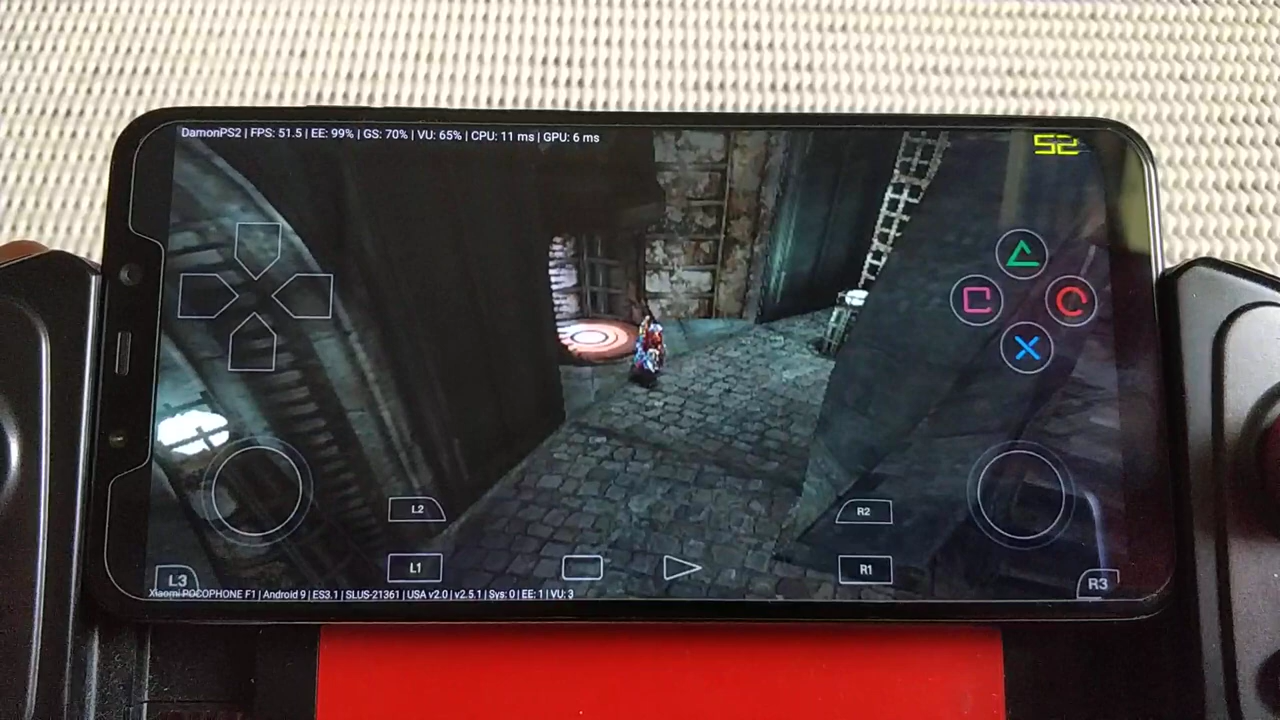 DamonPS2 | FPS: 51.5 | EE: 99% | GS: 70% | VU: 65% | CPU: 11 ms | GPU: 6 ms
52
L2
R2
L1
R1
L3
R3
Xiaomi POCOPHONE F1 | Android 9 | ES3.1 | SLUS-21361 | USA v2.0 | v2.5.1 | Sys: 0 | EE: 1 | VU: 3